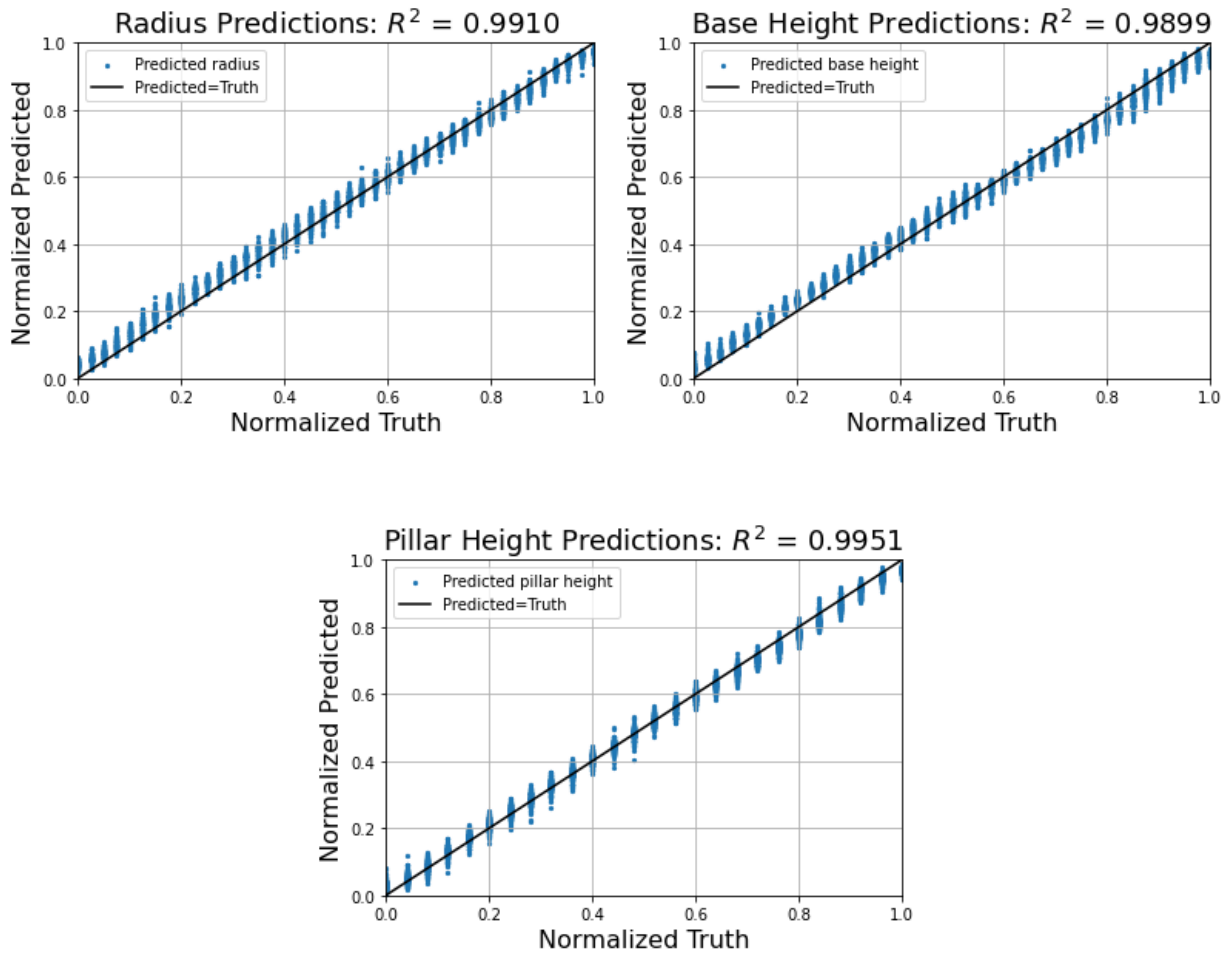 Radius Predictions: R² = 0.9910
Predicted radius
Predicted=Truth
1.0
0.8
0.6
0.4
0.2
0.0
Normalized Predicted
0.0 0.2 0.4 0.6 0.8 1.0
Normalized Truth
Base Height Predictions: R² = 0.9899
Predicted base height
Predicted=Truth
1.0
0.8
0.6
0.4
0.2
0.0
Normalized Predicted
0.0 0.2 0.4 0.6 0.8 1.0
Normalized Truth
Pillar Height Predictions: R² = 0.9951
Predicted pillar height
Predicted=Truth
1.0
0.8
0.6
0.4
0.2
0.0
Normalized Predicted
0.0 0.2 0.4 0.6 0.8 1.0
Normalized Truth